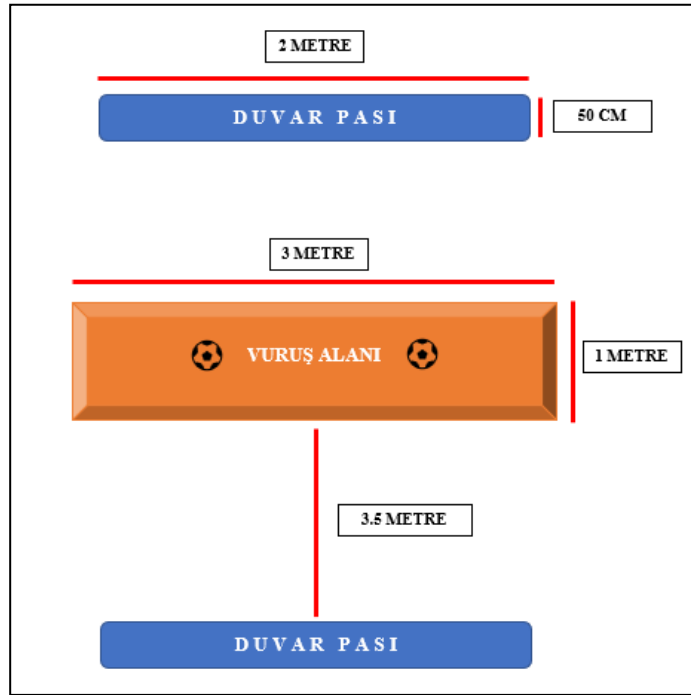 2 METRE
DUVAR PASI
50 CM
3 METRE
VURUŞ ALANI
1 METRE
3.5 METRE
DUVAR PASI